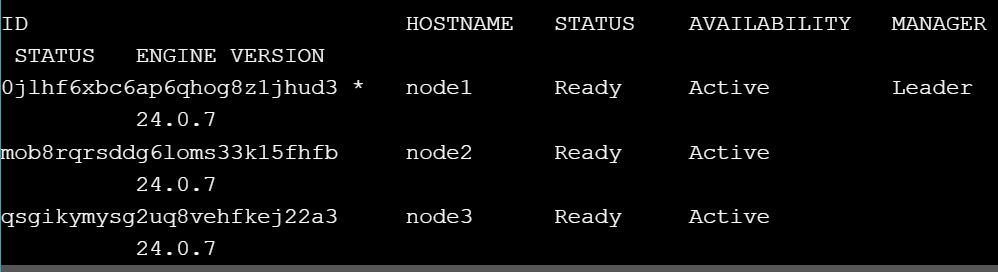 ID                            HOSTNAME   STATUS    AVAILABILITY   MANAGER
 STATUS   ENGINE VERSION
0jlhf6xbc6ap6qhog8z1jhud3 *   node1      Ready     Active         Leader
          24.0.7
mob8rqrsddg6loms33k15fhfb     node2      Ready     Active
          24.0.7
qsgikymysg2uq8vehfkej22a3     node3      Ready     Active
          24.0.7